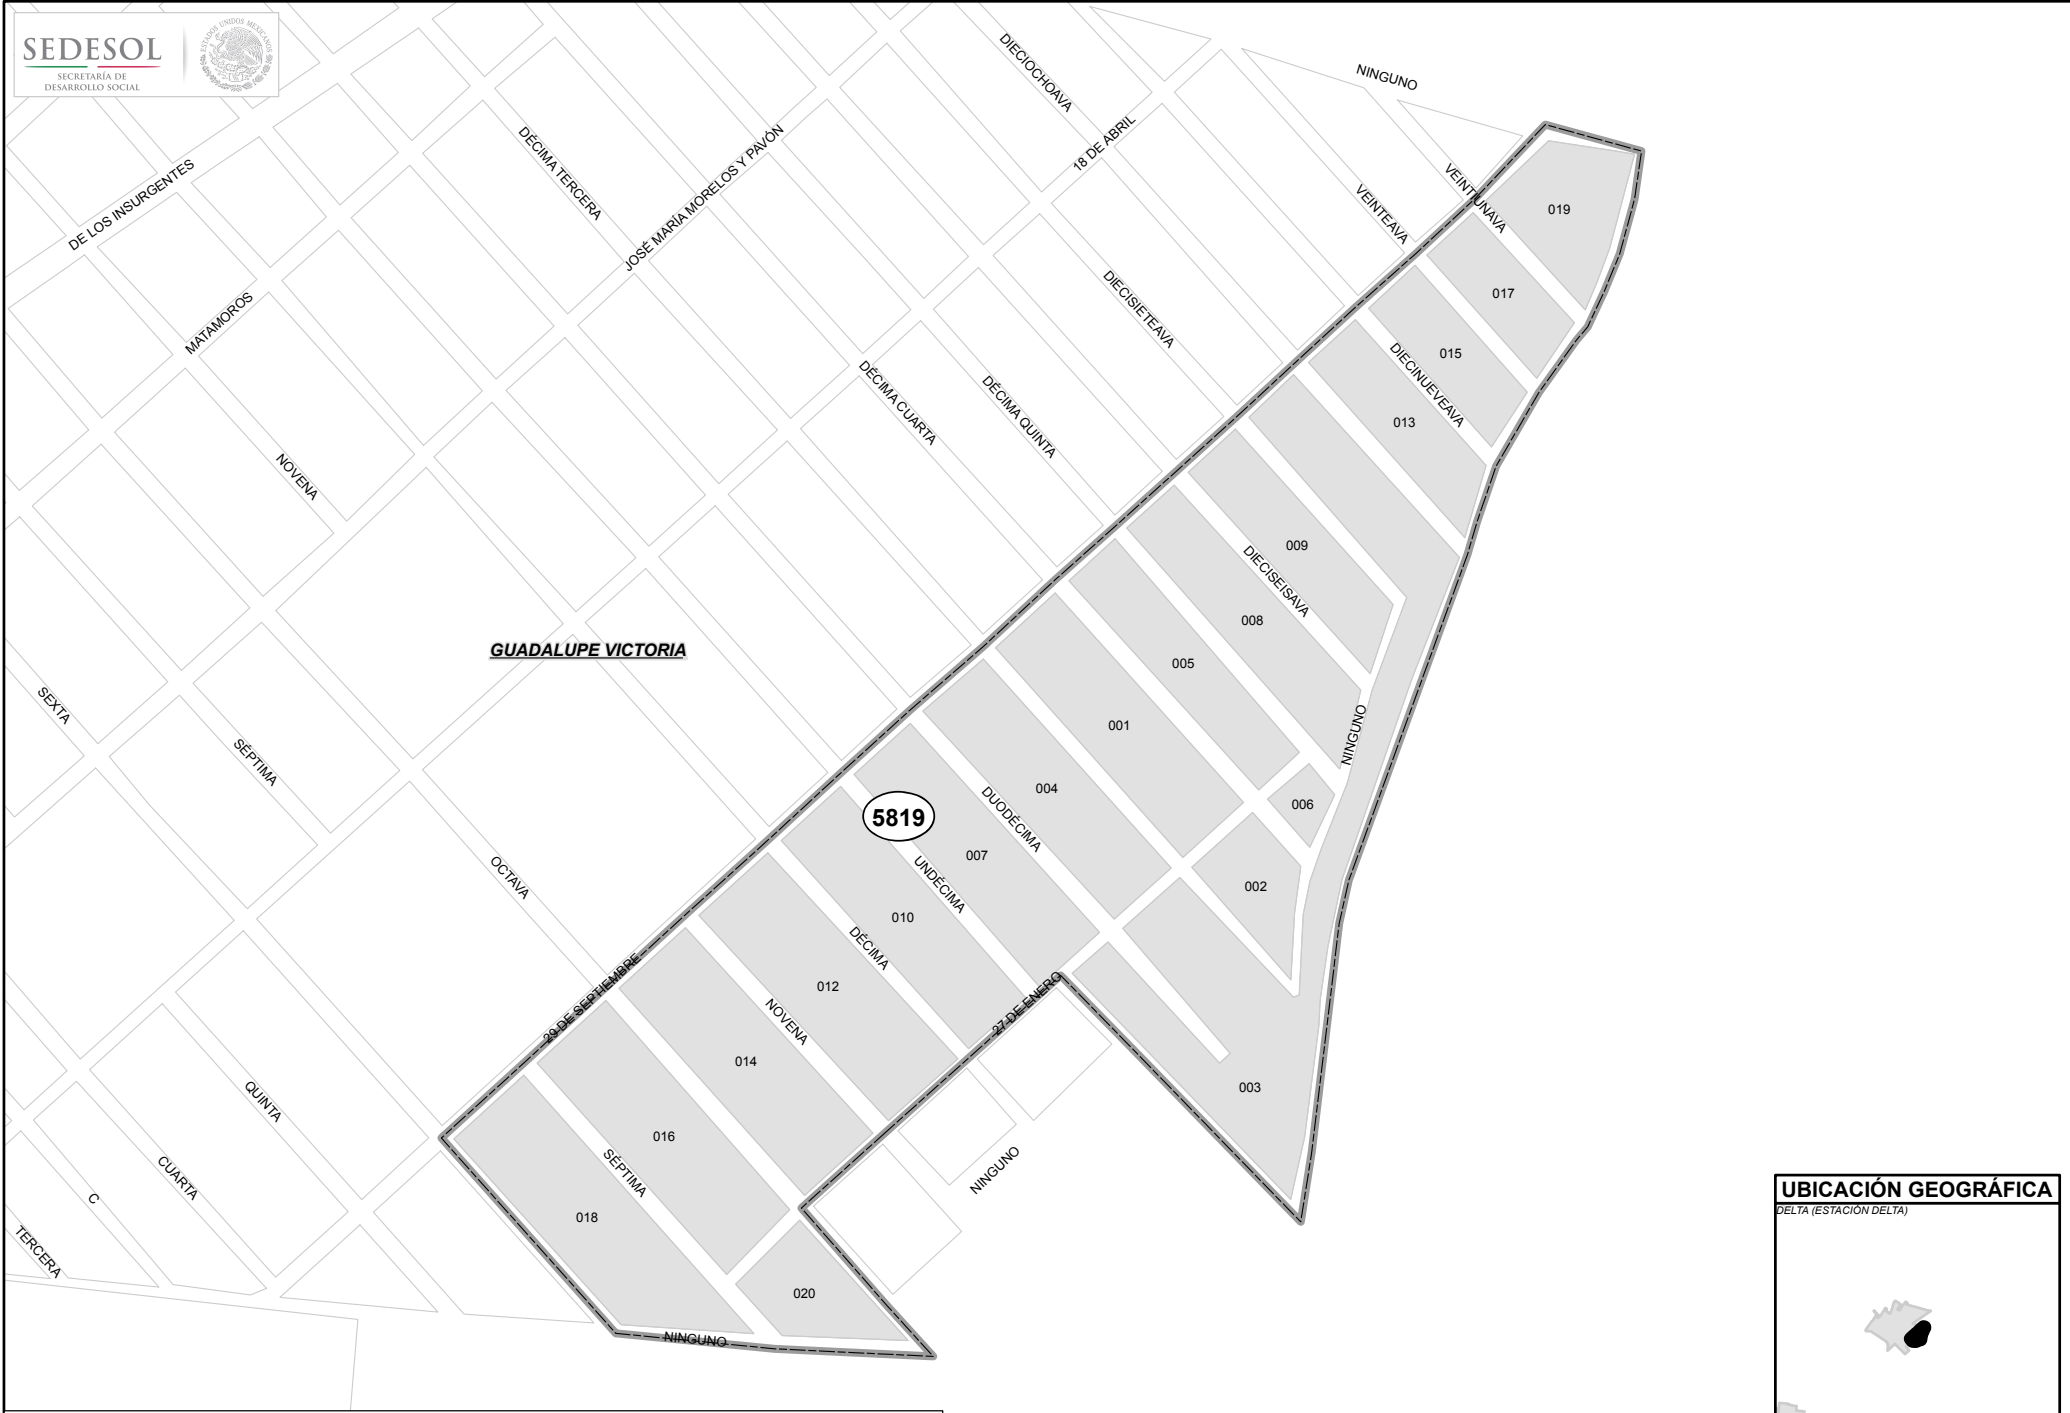 SEDESOL
SECRETARÍA DE
DESARROLLO SOCIAL
ESTADOS UNIDOS MEXICANOS
DIECIOCHOAVA
NINGUNO
18 DE ABRIL
DÉCIMA TERCERA
JOSÉ MARÍA MORELOS Y PAVÓN
DE LOS INSURGENTES
VEINTIUNAVA
VEINTEAVA
019
MATAMOROS
DIECISIETEAVA
017
015
DIECINUEVEAVA
013
DÉCIMA CUARTA
DÉCIMA QUINTA
NOVENA
009
DIECISEISAVA
008
GUADALUPE VICTORIA
005
SEXTA
001
NINGUNO
SÉPTIMA
004
006
DUODÉCIMA
5819
007
UNDÉCIMA
OCTAVA
002
010
DÉCIMA
012
29 DE SEPTIEMBRE
27 DE ENERO
NOVENA
014
003
QUINTA
016
SÉPTIMA
NINGUNO
CUARTA
C
018
TERCERA
020
NINGUNO
UBICACIÓN GEOGRÁFICA
DELTA (ESTACIÓN DELTA)